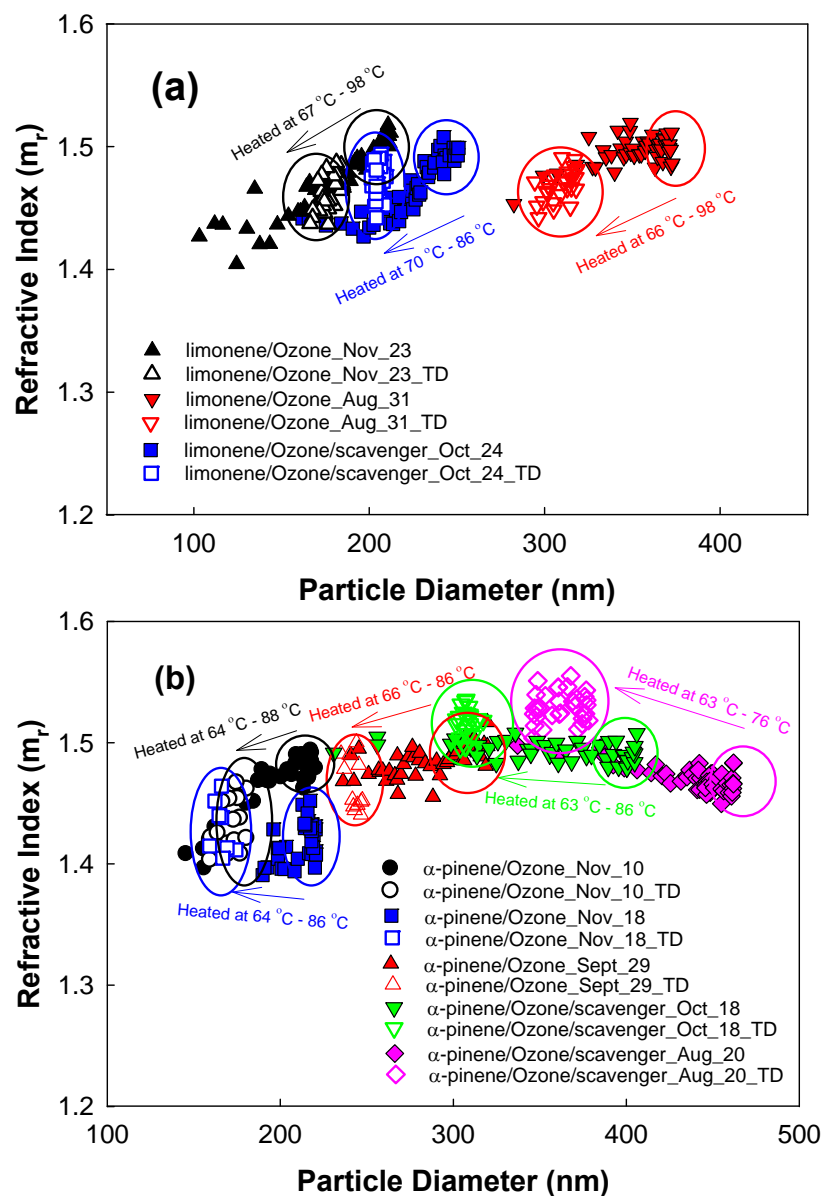 1.6
(a)
Heated at 67 °C - 98 °C
1.5
1.4
Heated at 70 °C - 86 °C
Heated at 66 °C - 98 °C
Refractive Index (mᵣ)
limonene/Ozone_Nov_23
limonene/Ozone_Nov_23_TD
1.3
limonene/Ozone_Aug_31
limonene/Ozone_Aug_31_TD
limonene/Ozone/scavenger_Oct_24
limonene/Ozone/scavenger_Oct_24_TD
1.2
100 200 300 400
Particle Diameter (nm)
1.6
(b)
Heated at 66 °C - 86 °C
Heated at 63 °C - 76 °C
Heated at 64 °C - 88 °C
1.5
Heated at 63 °C - 86 °C
1.4
Heated at 64 °C - 86 °C
Refractive Index (mᵣ)
α-pinene/Ozone_Nov_10
α-pinene/Ozone_Nov_10_TD
α-pinene/Ozone_Nov_18
α-pinene/Ozone_Nov_18_TD
α-pinene/Ozone_Sept_29
1.3
α-pinene/Ozone_Sept_29_TD
α-pinene/Ozone/scavenger_Oct_18
α-pinene/Ozone/scavenger_Oct_18_TD
α-pinene/Ozone/scavenger_Aug_20
α-pinene/Ozone/scavenger_Aug_20_TD
1.2
100 200 300 400 500
Particle Diameter (nm)